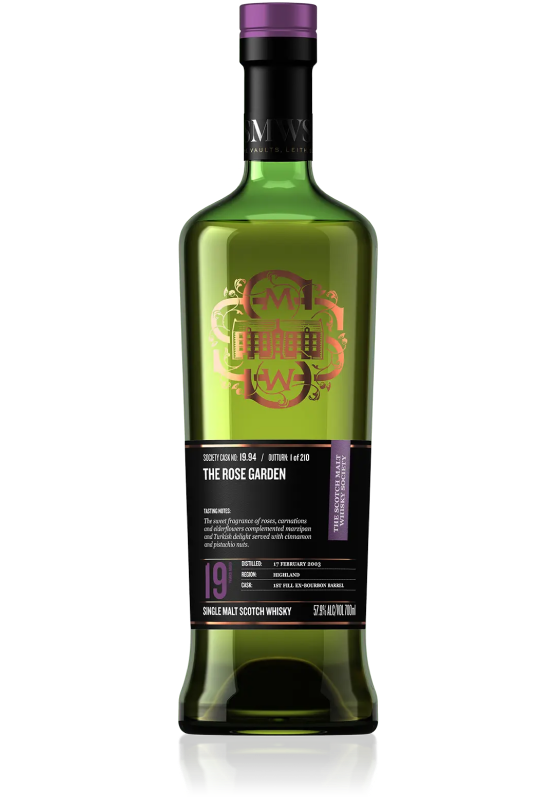 SMWS
VAULTS, LEITH
S M W S
SOCIETY CASK NO: 19.94 / OUTTURN: 1 of 210
THE ROSE GARDEN
THE SCOTCH MALT
WHISKY SOCIETY
TASTING NOTES:
The sweet fragrance of roses, carnations
and elderflowers complemented marzipan
and Turkish delight served with cinnamon
and pistachio nuts.
19 YEARS OLD
DISTILLED: 17 FEBRUARY 2003
REGION: HIGHLAND
CASK: 1ST FILL EX-BOURBON BARREL
SINGLE MALT SCOTCH WHISKY
57.9% ALC/VOL 700ml